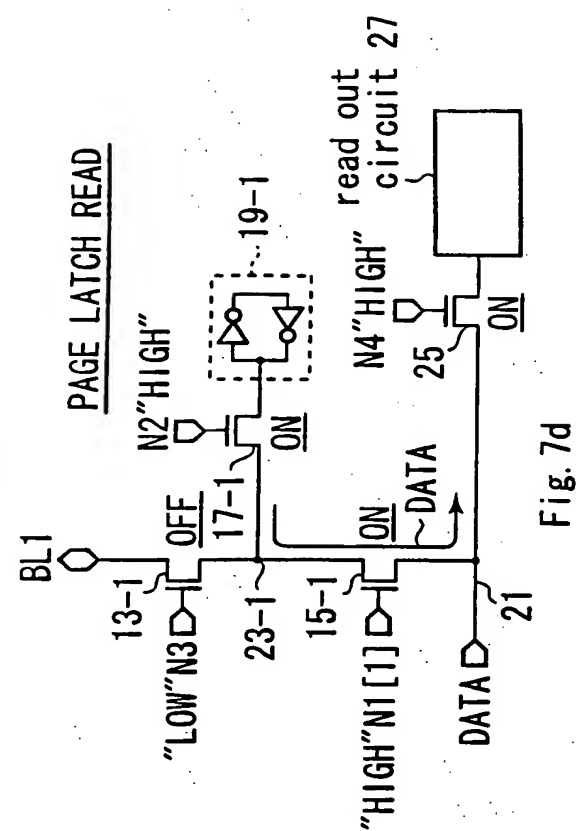 PAGE LATCH READ
BL1
N2"HIGH"
19-1
read out
circuit 27
13-1
OFF
17-1
ON
N4"HIGH"
"LOW"N3
23-1
25
ON
15-1
ON
DATA
"HIGH"N1[1]
21
DATA
Fig. 7d